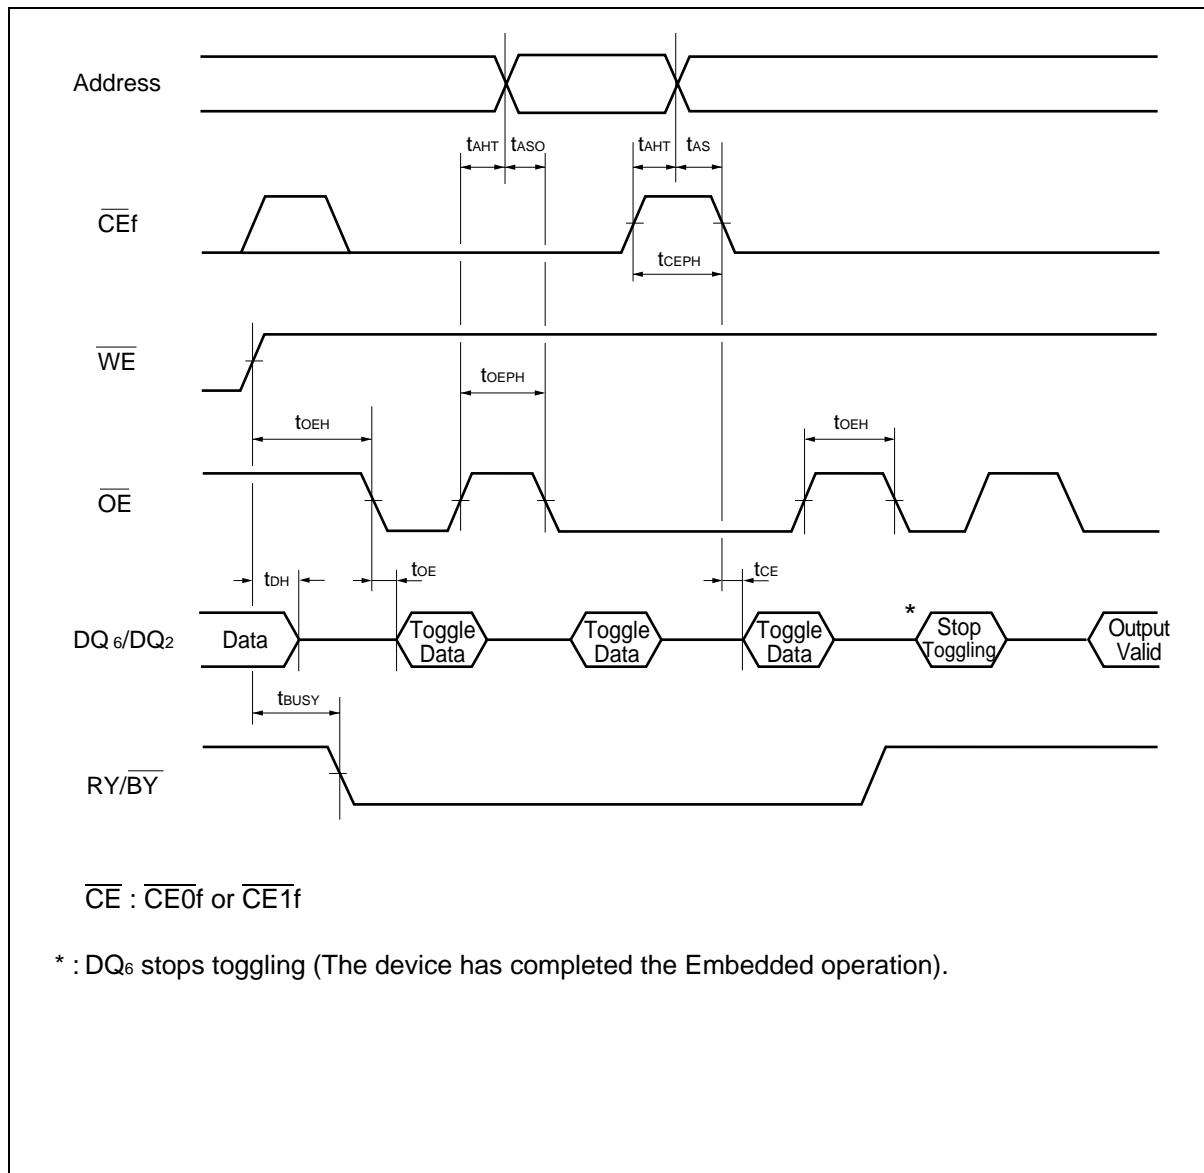 Address
tAHT tASO tAHT tAS
CEf
tCEPH
WE
tOEPH
tOEH tOEH
OE
tDH tOE tCE
*
DQ6/DQ2 Data Toggle Data Toggle Data Toggle Data Stop Toggling Output Valid
tBUSY
RY/BY
CE : CE0f or CE1f
* : DQ6 stops toggling (The device has completed the Embedded operation).